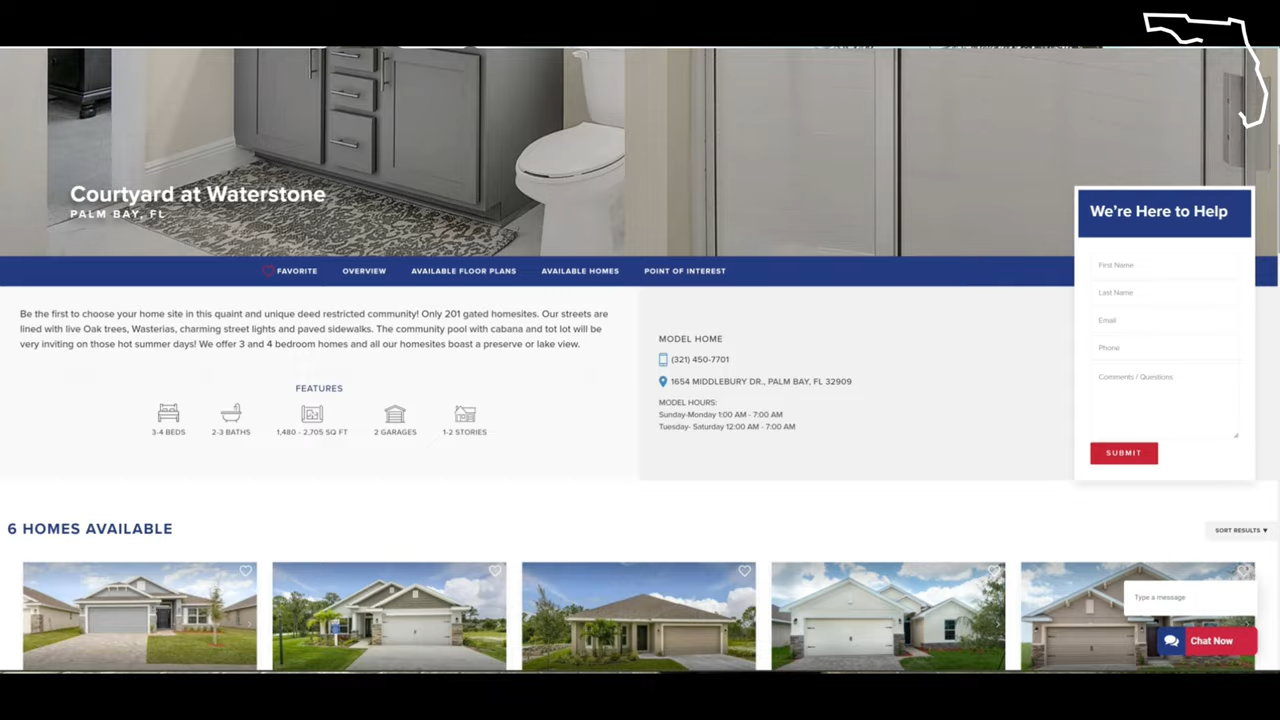 Courtyard at Waterstone
PALM BAY, FL
We're Here to Help
FAVORITE
OVERVIEW
AVAILABLE FLOOR PLANS
AVAILABLE HOMES
POINT OF INTEREST
First Name
Last Name
Email
Phone
Comments / Questions
SUBMIT
Be the first to choose your home site in this quaint and unique deed restricted community! Only 201 gated homesites. Our streets are
lined with live Oak trees, Wasterias, charming street lights and paved sidewalks. The community pool with cabana and tot lot will be
very inviting on those hot summer days! We offer 3 and 4 bedroom homes and all our homesites boast a preserve or lake view.
FEATURES
3-4 BEDS
2-3 BATHS
1,480 - 2,705 SQ FT
2 GARAGES
1-2 STORIES
MODEL HOME
(321) 450-7701
1654 MIDDLEBURY DR., PALM BAY, FL 32909
MODEL HOURS:
Sunday-Monday 1:00 AM - 7:00 AM
Tuesday- Saturday 12:00 AM - 7:00 AM
6 HOMES AVAILABLE
SORT RESULTS ▼
Type a message
Chat Now